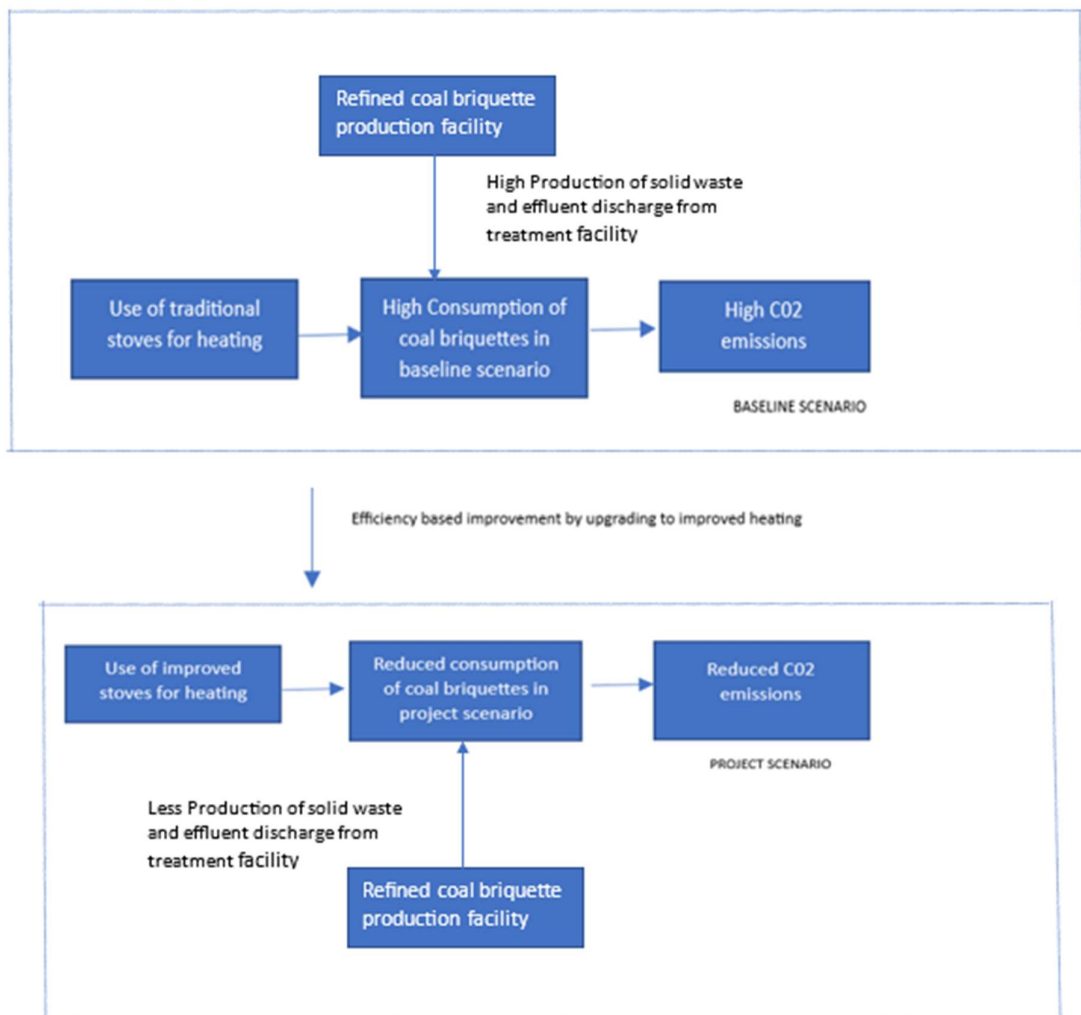 Refined coal briquette
production facility
High Production of solid waste
and effluent discharge from
treatment facility
Use of traditional
stoves for heating
High Consumption of
coal briquettes in
baseline scenario
High C02
emissions
BASELINE SCENARIO
Efficiency based improvement by upgrading to improved heating
Use of improved
stoves for heating
Reduced consumption
of coal briquettes in
project scenario
Reduced C02
emissions
PROJECT SCENARIO
Less Production of solid waste
and effluent discharge from
treatment facility
Refined coal briquette
production facility